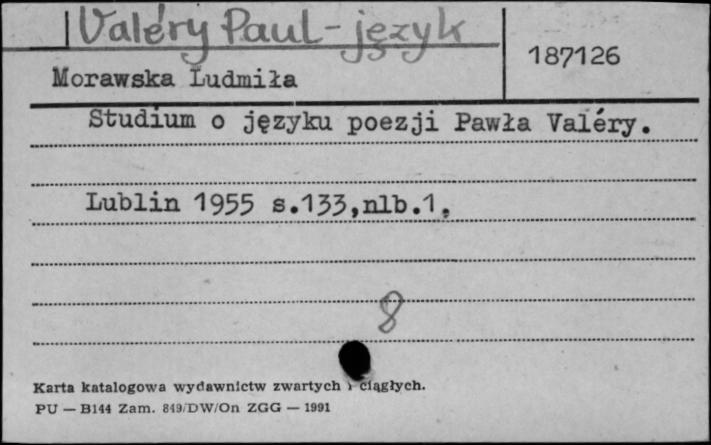 Valéry Paul - język
187126
Morawska Ludmiła
Studium o języku poezji Pawła Valéry.
Lublin 1955 s.133,nlb.1.
8
Karta katalogowa wydawnictw zwartych i ciągłych.
PU — B144 Zam. 849/DW/On ZGG — 1991